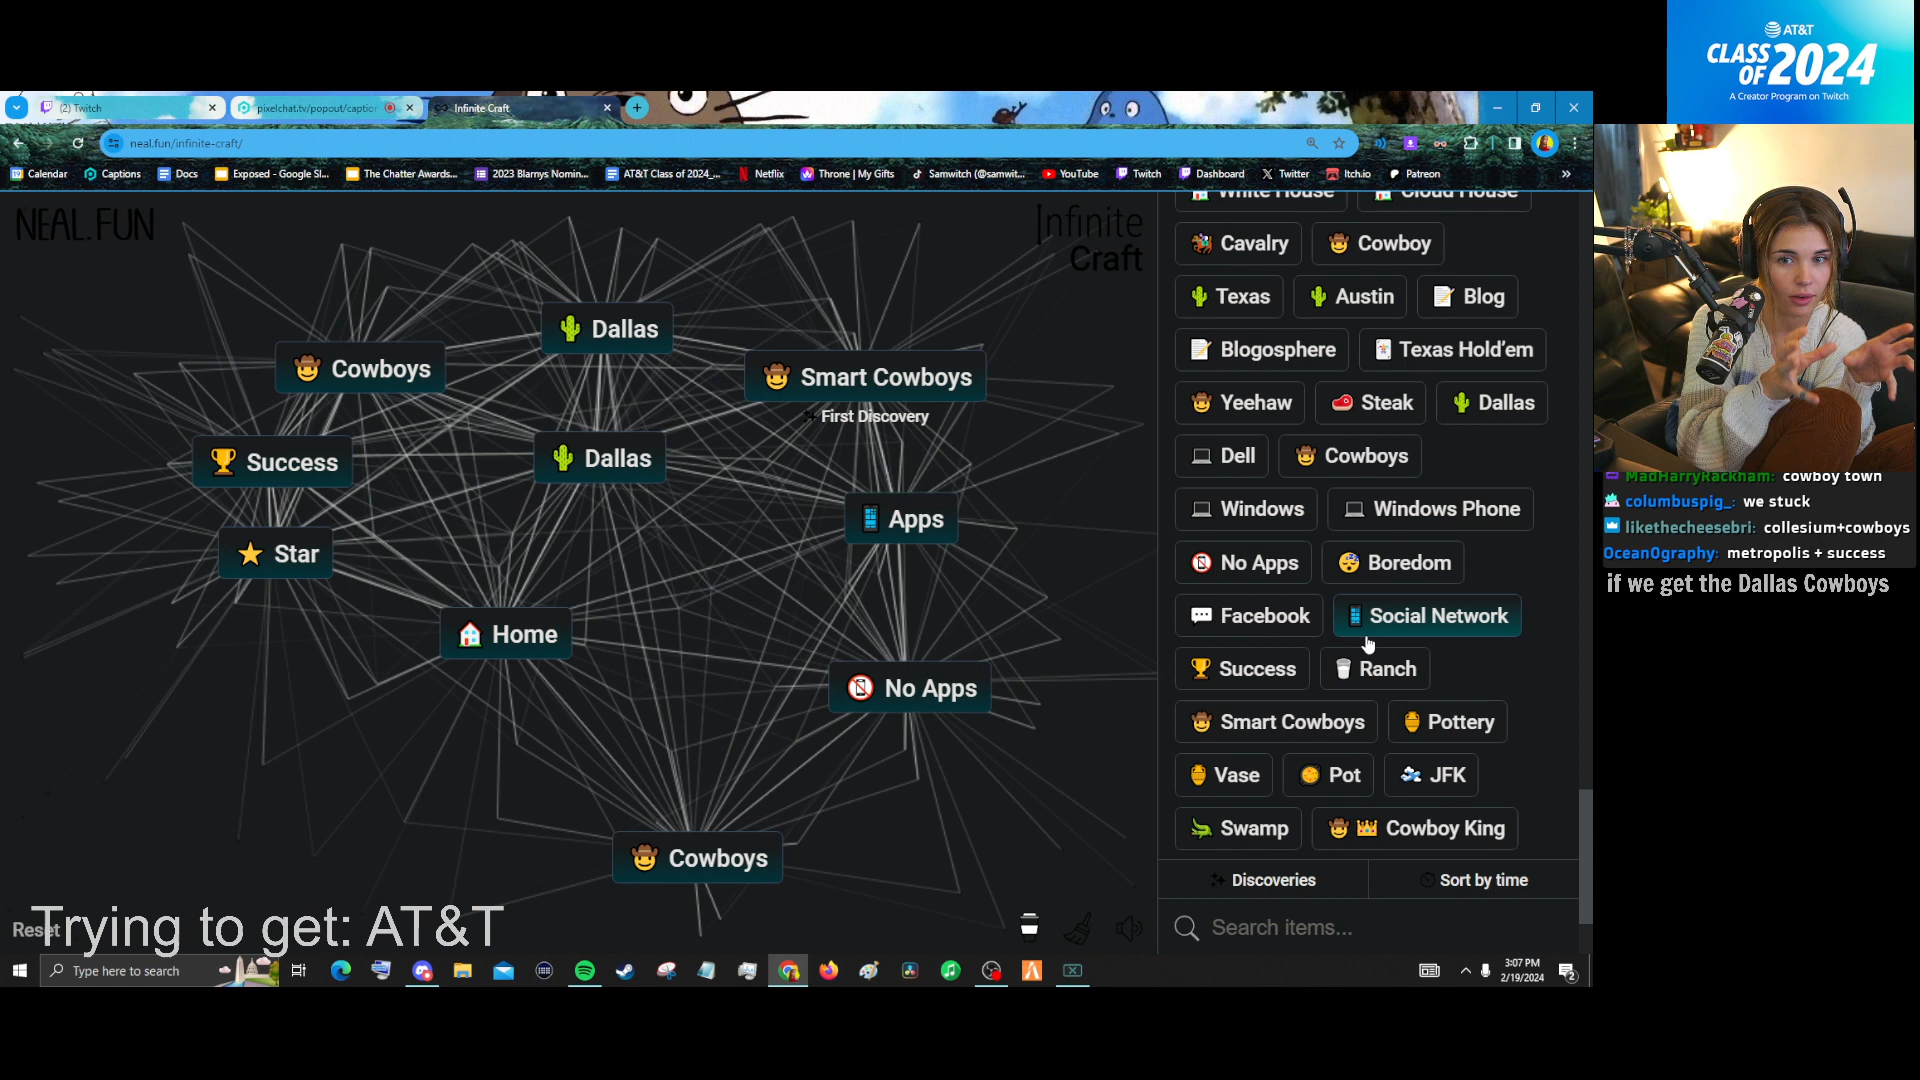 AT&T
CLASS
OF 2024
A Creator Program on Twitch
(2) Twitch
pixelchat.tv/popout/captio
Infinite Craft
neal.fun/infinite-craft/
Calendar
Captions
Docs
Exposed - Google Sl...
The Chatter Awards...
2023 Blarnys Nomin...
AT&T Class of 2024_...
Netflix
Throne | My Gifts
Samwitch (@samwit...
YouTube
Twitch
Dashboard
Twitter
Itch.io
Patreon
»
NEAL.FUN
Infinite
Craft
Dallas
Cowboys
Smart Cowboys
First Discovery
Success
Dallas
Apps
Star
Home
No Apps
Cowboys
White House
Cloud House
Cavalry
Cowboy
Texas
Austin
Blog
Blogosphere
Texas Hold’em
Yeehaw
Steak
Dallas
Dell
Cowboys
Windows
Windows Phone
No Apps
Boredom
Facebook
Social Network
Success
Ranch
Smart Cowboys
Pottery
Vase
Pot
JFK
Swamp
Cowboy King
Discoveries
Sort by time
Search items...
Reset
Trying to get: AT&T
Type here to search
3:07 PM
2/19/2024
2
MadHarryRackham: cowboy town
columbuspig_: we stuck
likethecheesebri: collesium+cowboys
OceanOgraphy: metropolis + success
if we get the Dallas Cowboys